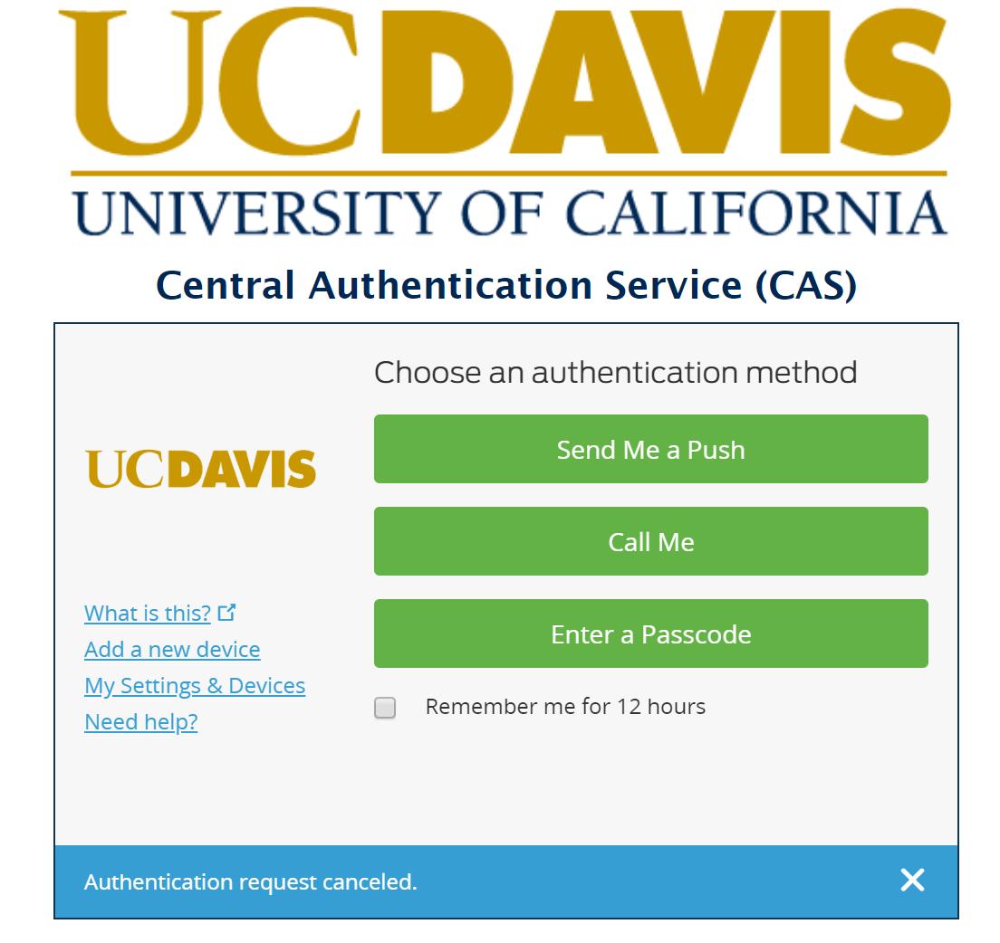 UCDAVIS
UNIVERSITY OF CALIFORNIA
Central Authentication Service (CAS)
Choose an authentication method
Send Me a Push
Call Me
Enter a Passcode
Remember me for 12 hours
UCDAVIS
What is this?
Add a new device
My Settings & Devices
Need help?
Authentication request canceled.